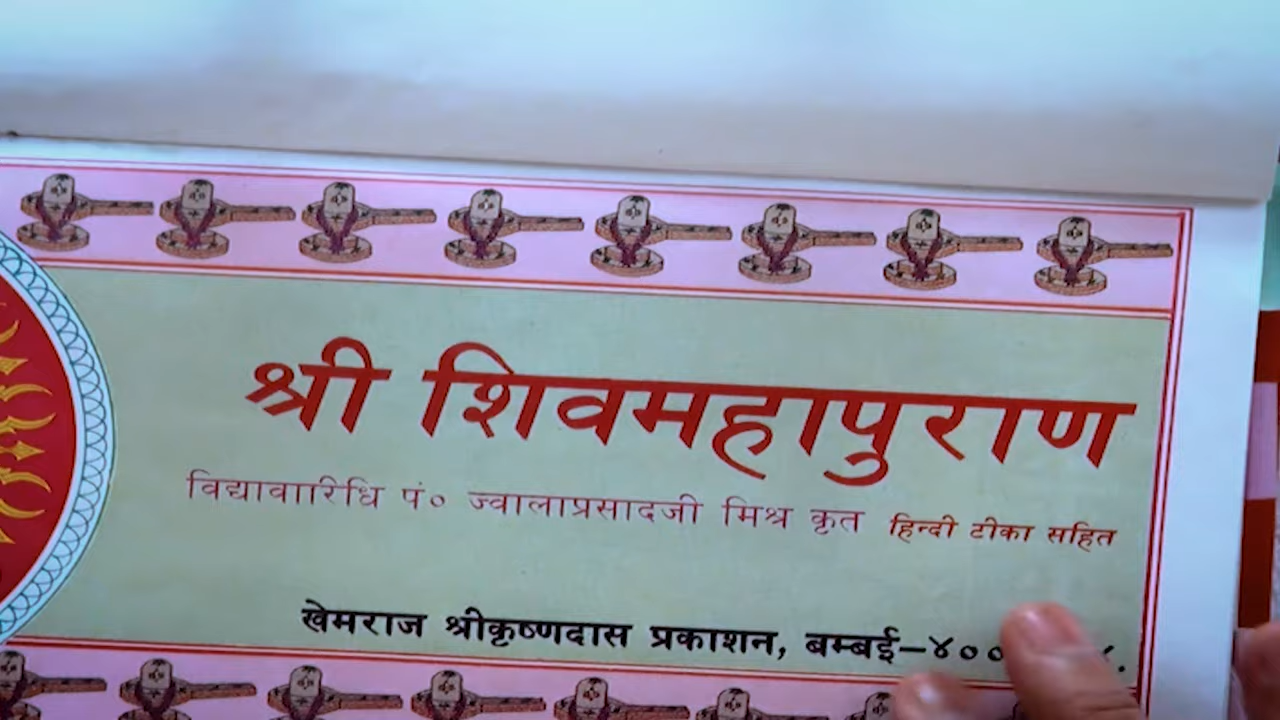 श्री शिवमहापुराण
विद्यावारिधि पं० ज्वालाप्रसादजी मिश्र कृत हिन्दी टीका सहित
खेमराज श्रीकृष्णदास प्रकाशन, बम्बई–४००